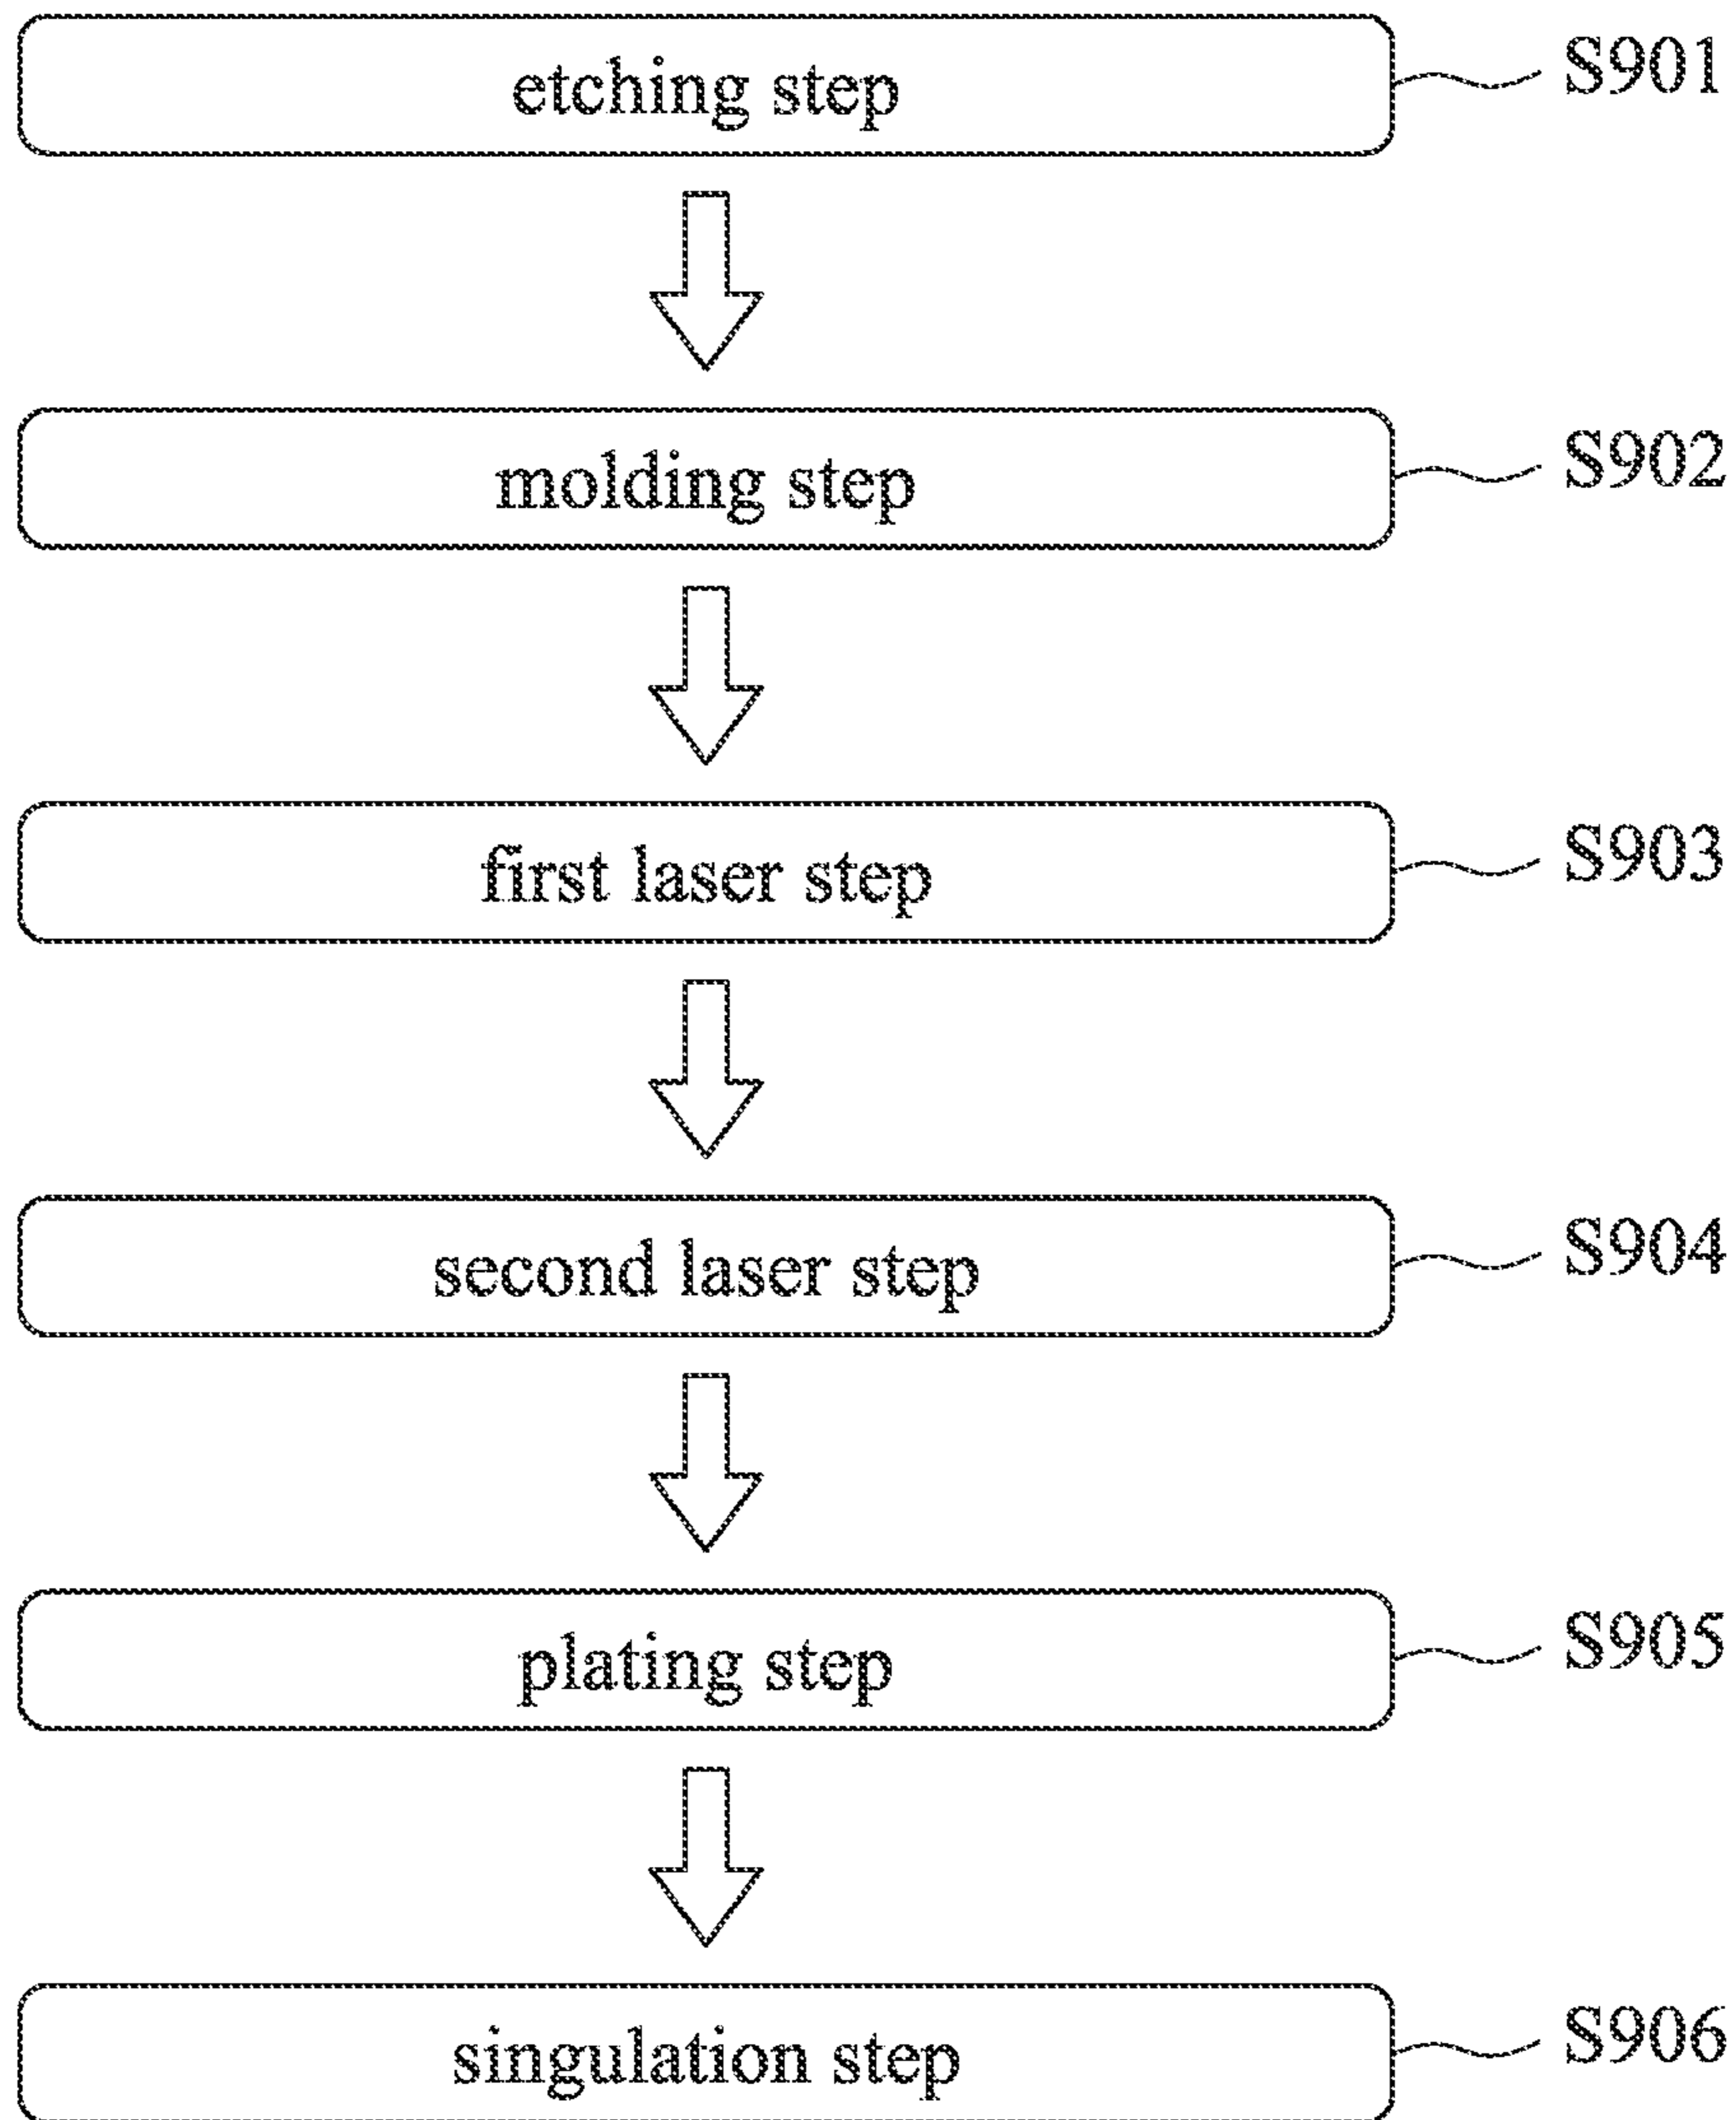 etching step S901
molding step S902
first laser step S903
second laser step S904
plating step S905
singulation step S906